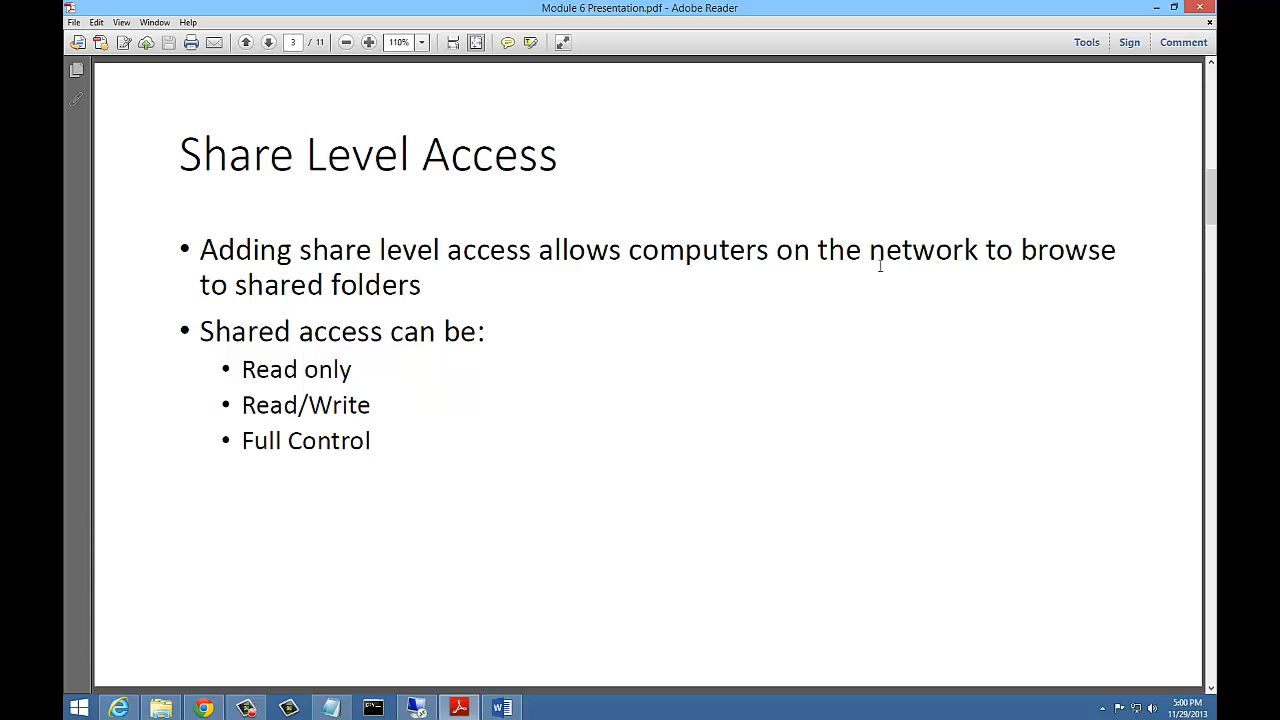 Module 6 Presentation.pdf - Adobe Reader
File Edit View Window Help
3 / 11 110% Tools Sign Comment
Share Level Access
• Adding share level access allows computers on the network to browse
to shared folders
• Shared access can be:
• Read only
• Read/Write
• Full Control
5:00 PM
11/29/2013